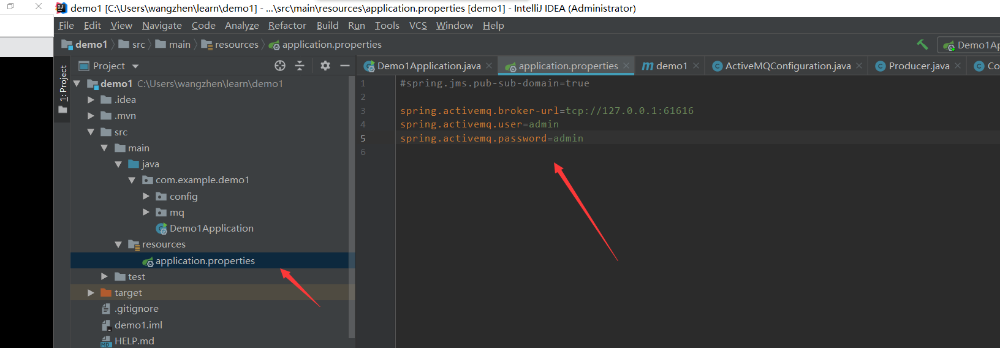 demo1 [C:\Users\wangzhen\learn\demo1] - ...\src\main\resources\application.properties [demo1] - IntelliJ IDEA (Administrator)
File Edit View Navigate Code Analyze Refactor Build Run Tools VCS Window Help
demo1 src main resources application.properties Demo1Ap
1: Project
Project
Demo1Application.java application.properties demo1 ActiveMQConfiguration.java Producer.java Co
demo1 C:\Users\wangzhen\learn\demo1
.idea
.mvn
src
main
java
com.example.demo1
config
mq
Demo1Application
resources
application.properties
test
target
.gitignore
demo1.iml
HELP.md
1 #spring.jms.pub-sub-domain=true
2
3 spring.activemq.broker-url=tcp://127.0.0.1:61616
4 spring.activemq.user=admin
5 spring.activemq.password=admin
6